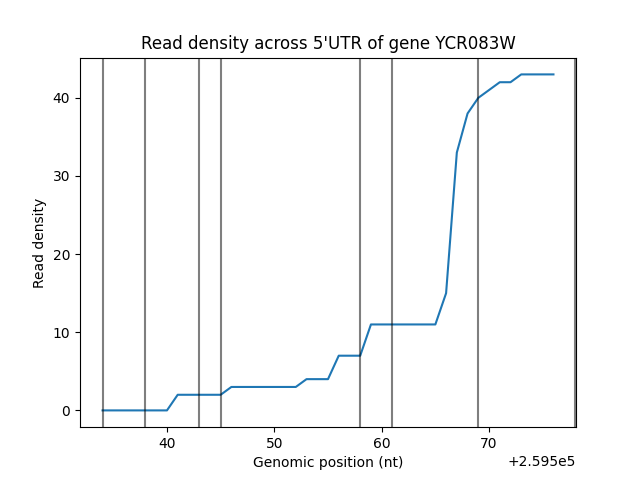 Read density across 5'UTR of gene YCR083W
Read density
40
30
20
10
0
40 50 60 70
Genomic position (nt)
+2.595e5